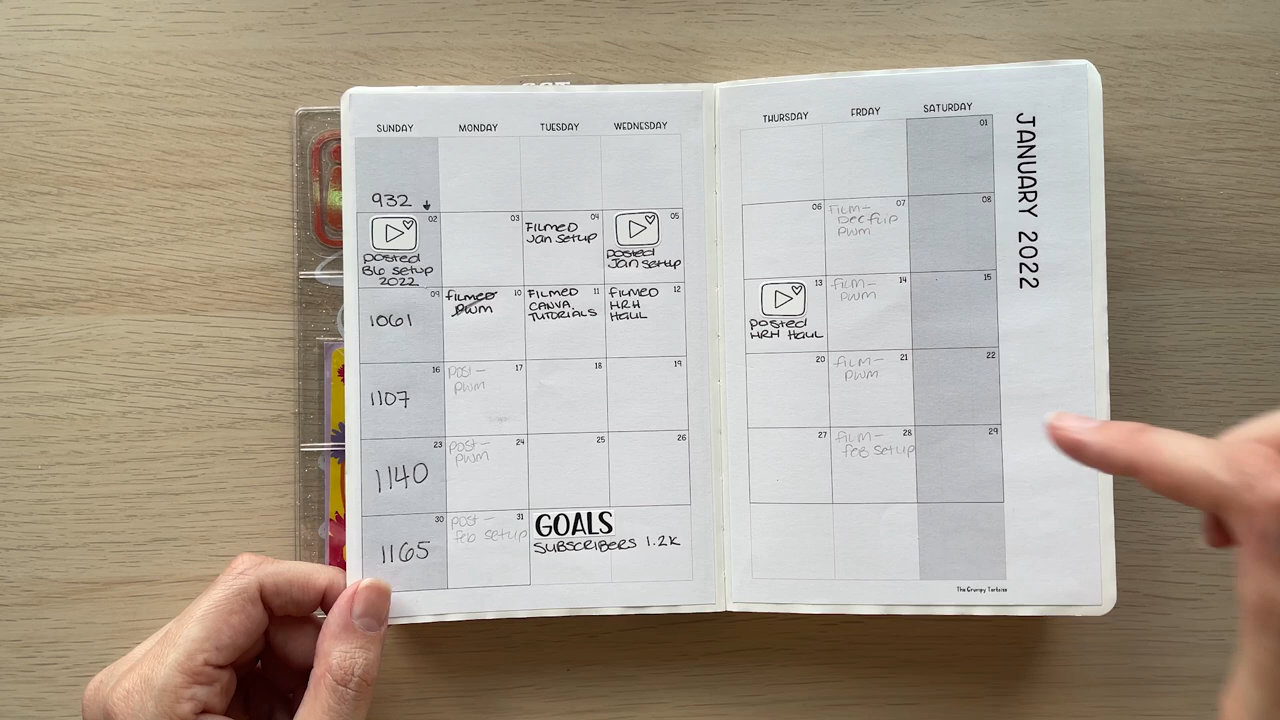 SUNDAY MONDAY TUESDAY WEDNESDAY
932
02 03 04 05
FILMED
Jan setup
posted
B6 setup
2022
posted
Jan setup
09 10 11 12
1061
FILMED
PWM
FILMED
CANVA
TUTORIALS
FILMED
HRH
HAUL
16 17 18 19
1107
POST-
PWM
23 24 25 26
1140
POST-
PWM
30 31
1165
post-
feb setup
GOALS
SUBSCRIBERS 1.2K
THURSDAY FRDAY SATURDAY
01
06 07 08
FILM-
Dec flip
PWM
13 14 15
posted
HRH HAUL
FILM-
PWM
20 21 22
FILM-
PWM
27 28 29
FILM-
feb setup
JANUARY 2022
The Grumpy Tortoise